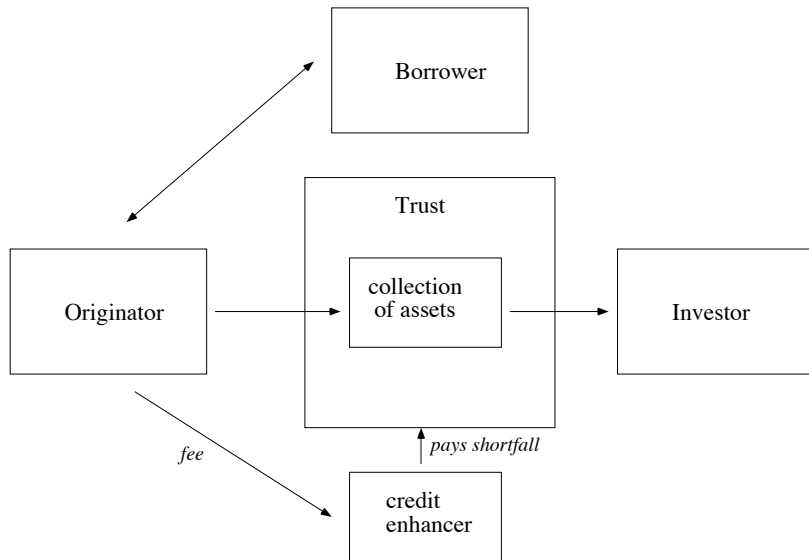 Borrower
Trust
collection
of assets
Originator
Investor
fee
pays shortfall
credit
enhancer